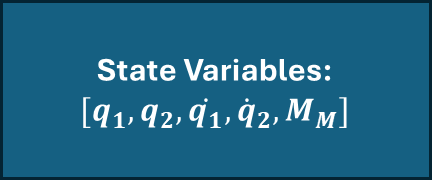 State Variables:
[q₁, q₂, q̇₁, q̇₂, M_M]